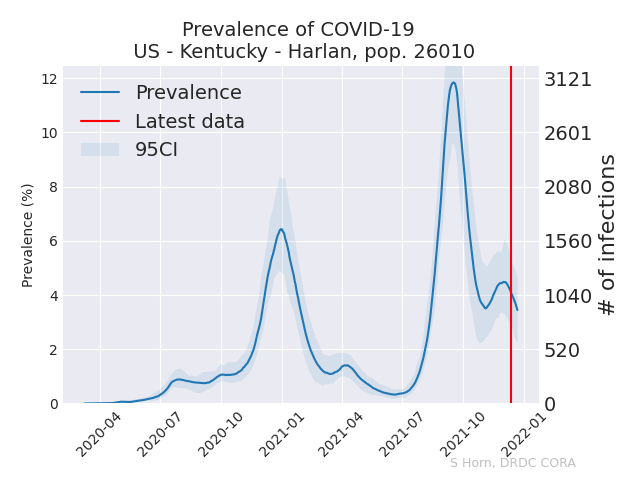 Prevalence of COVID-19
US - Kentucky - Harlan, pop. 26010
Prevalence
Latest data
95CI
Prevalence (%)
12
10
8
6
4
2
0
3121
2601
2080
1560
1040
520
0
# of infections
2020-04
2020-07
2020-10
2021-01
2021-04
2021-07
2021-10
2022-01
S Horn, DRDC CORA